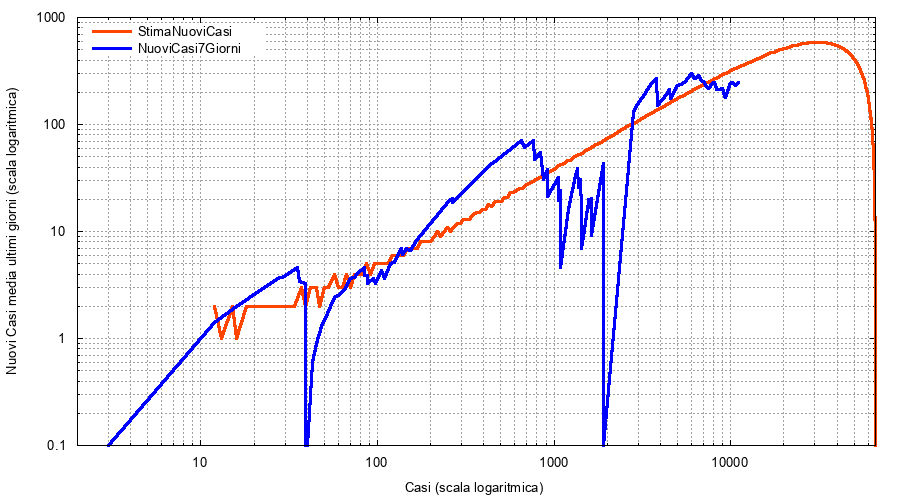 1000
StimaNuoviCasi
NuoviCasi7Giorni
100
10
1
0.1
10
100
1000
10000
Casi (scala logaritmica)
Nuovi Casi media ultimi giorni (scala logaritmica)